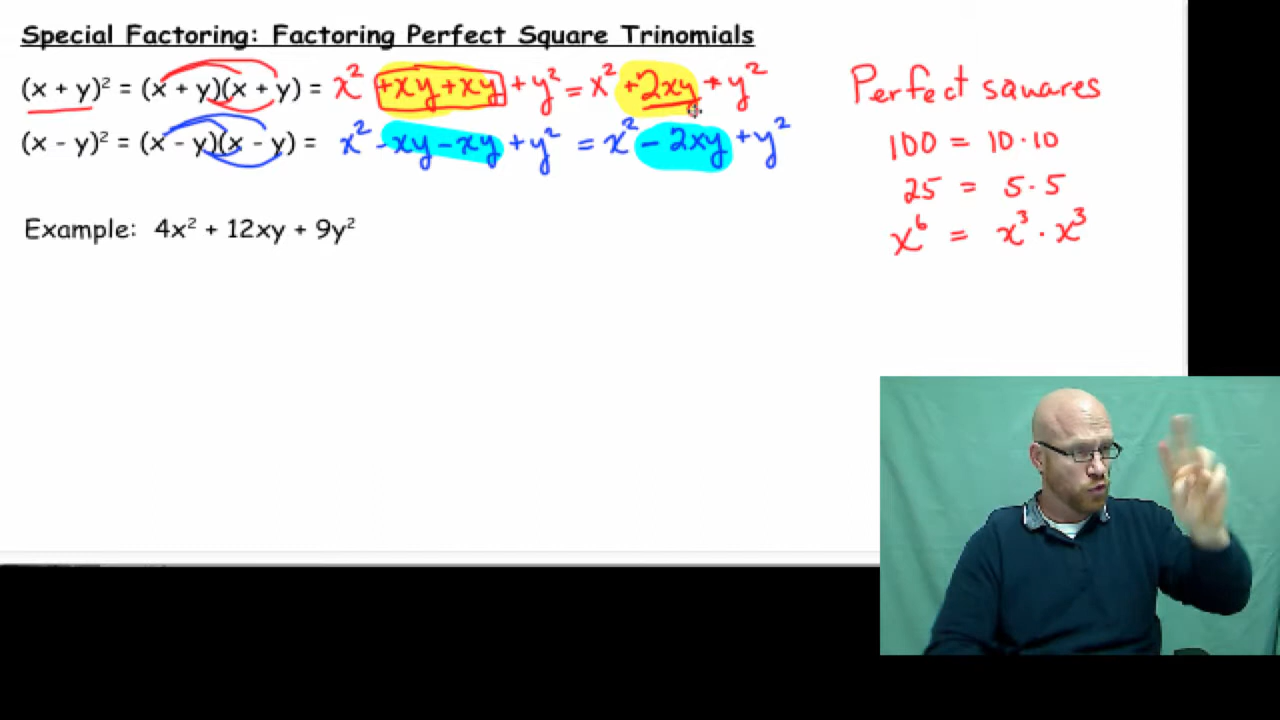 Special Factoring: Factoring Perfect Square Trinomials
(x + y)² = (x + y)(x + y) = x² +xy+xy + y² = x² +2xy + y²
(x - y)² = (x - y)(x - y) = x² -xy - xy + y² = x² - 2xy + y²
Example: 4x² + 12xy + 9y²
Perfect squares
100 = 10·10
25 = 5·5
x⁶ = x³·x³